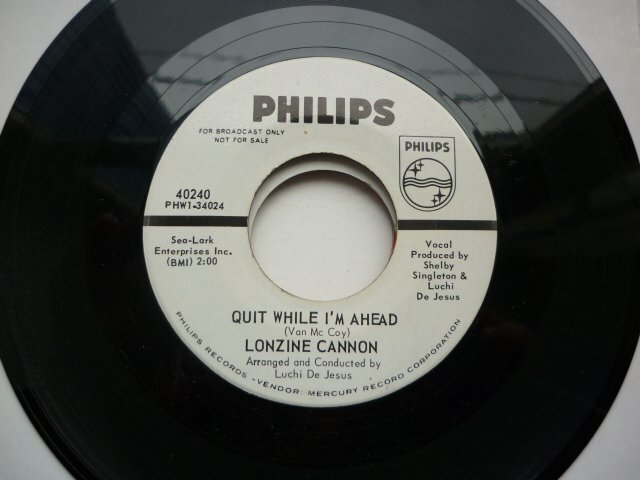 PHILIPS
FOR BROADCAST ONLY
NOT FOR SALE
PHILIPS
40240
PHW1-34024
Sea-Lark
Enterprises Inc.
(BMI) 2:00
Vocal
Produced by
Shelby
Singleton &
Luchi
De Jesus
QUIT WHILE I'M AHEAD
(Van Mc Coy)
LONZINE CANNON
Arranged and Conducted by
Luchi De Jesus
PHILIPS RECORDS -VENDOR: MERCURY RECORD CORPORATION